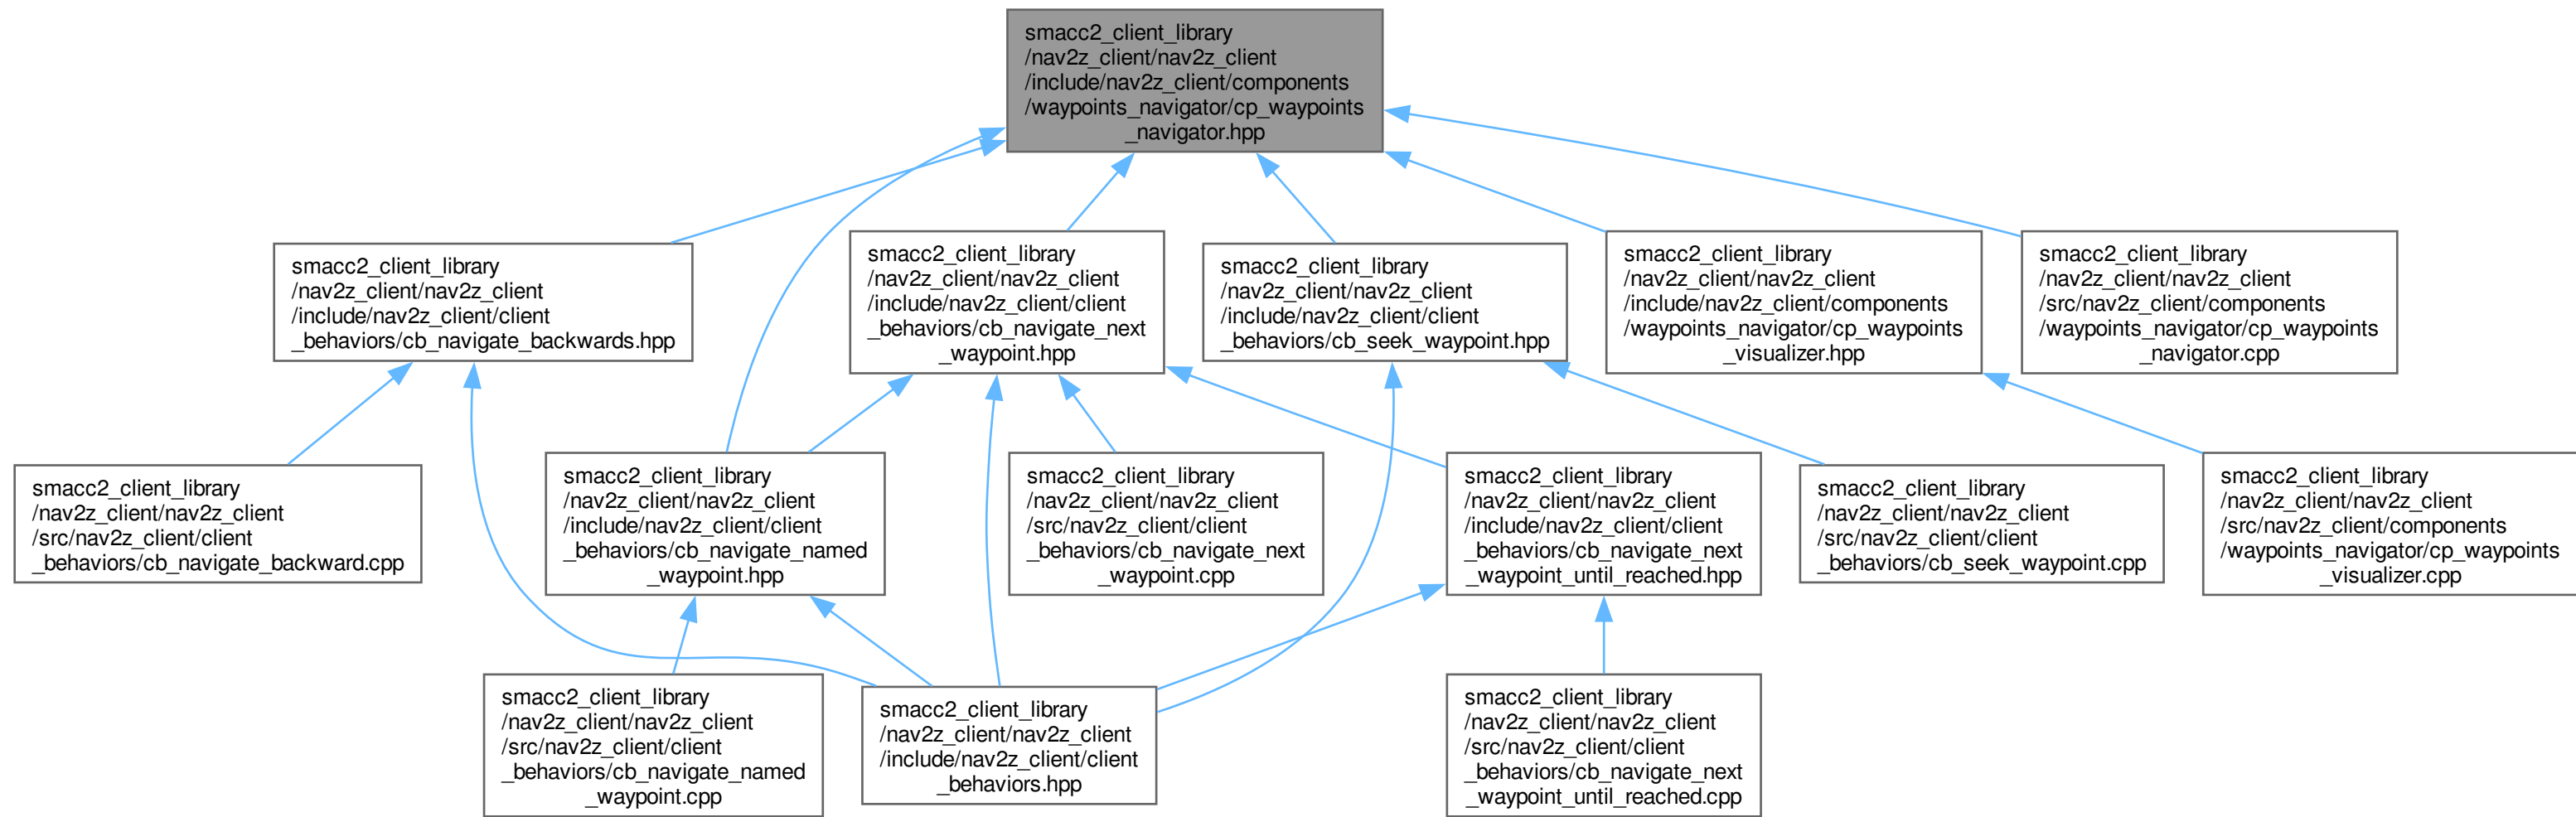 smacc2_client_library
/nav2z_client/nav2z_client
/include/nav2z_client/components
/waypoints_navigator/cp_waypoints
_navigator.hpp
smacc2_client_library
/nav2z_client/nav2z_client
/include/nav2z_client/client
_behaviors/cb_navigate_backwards.hpp
smacc2_client_library
/nav2z_client/nav2z_client
/include/nav2z_client/client
_behaviors/cb_navigate_next
_waypoint.hpp
smacc2_client_library
/nav2z_client/nav2z_client
/include/nav2z_client/client
_behaviors/cb_seek_waypoint.hpp
smacc2_client_library
/nav2z_client/nav2z_client
/include/nav2z_client/components
/waypoints_navigator/cp_waypoints
_visualizer.hpp
smacc2_client_library
/nav2z_client/nav2z_client
/src/nav2z_client/components
/waypoints_navigator/cp_waypoints
_navigator.cpp
smacc2_client_library
/nav2z_client/nav2z_client
/src/nav2z_client/client
_behaviors/cb_navigate_backward.cpp
smacc2_client_library
/nav2z_client/nav2z_client
/include/nav2z_client/client
_behaviors/cb_navigate_named
_waypoint.hpp
smacc2_client_library
/nav2z_client/nav2z_client
/src/nav2z_client/client
_behaviors/cb_navigate_next
_waypoint.cpp
smacc2_client_library
/nav2z_client/nav2z_client
/include/nav2z_client/client
_behaviors/cb_navigate_next
_waypoint_until_reached.hpp
smacc2_client_library
/nav2z_client/nav2z_client
/src/nav2z_client/client
_behaviors/cb_seek_waypoint.cpp
smacc2_client_library
/nav2z_client/nav2z_client
/src/nav2z_client/components
/waypoints_navigator/cp_waypoints
_visualizer.cpp
smacc2_client_library
/nav2z_client/nav2z_client
/src/nav2z_client/client
_behaviors/cb_navigate_named
_waypoint.cpp
smacc2_client_library
/nav2z_client/nav2z_client
/include/nav2z_client/client
_behaviors.hpp
smacc2_client_library
/nav2z_client/nav2z_client
/src/nav2z_client/client
_behaviors/cb_navigate_next
_waypoint_until_reached.cpp